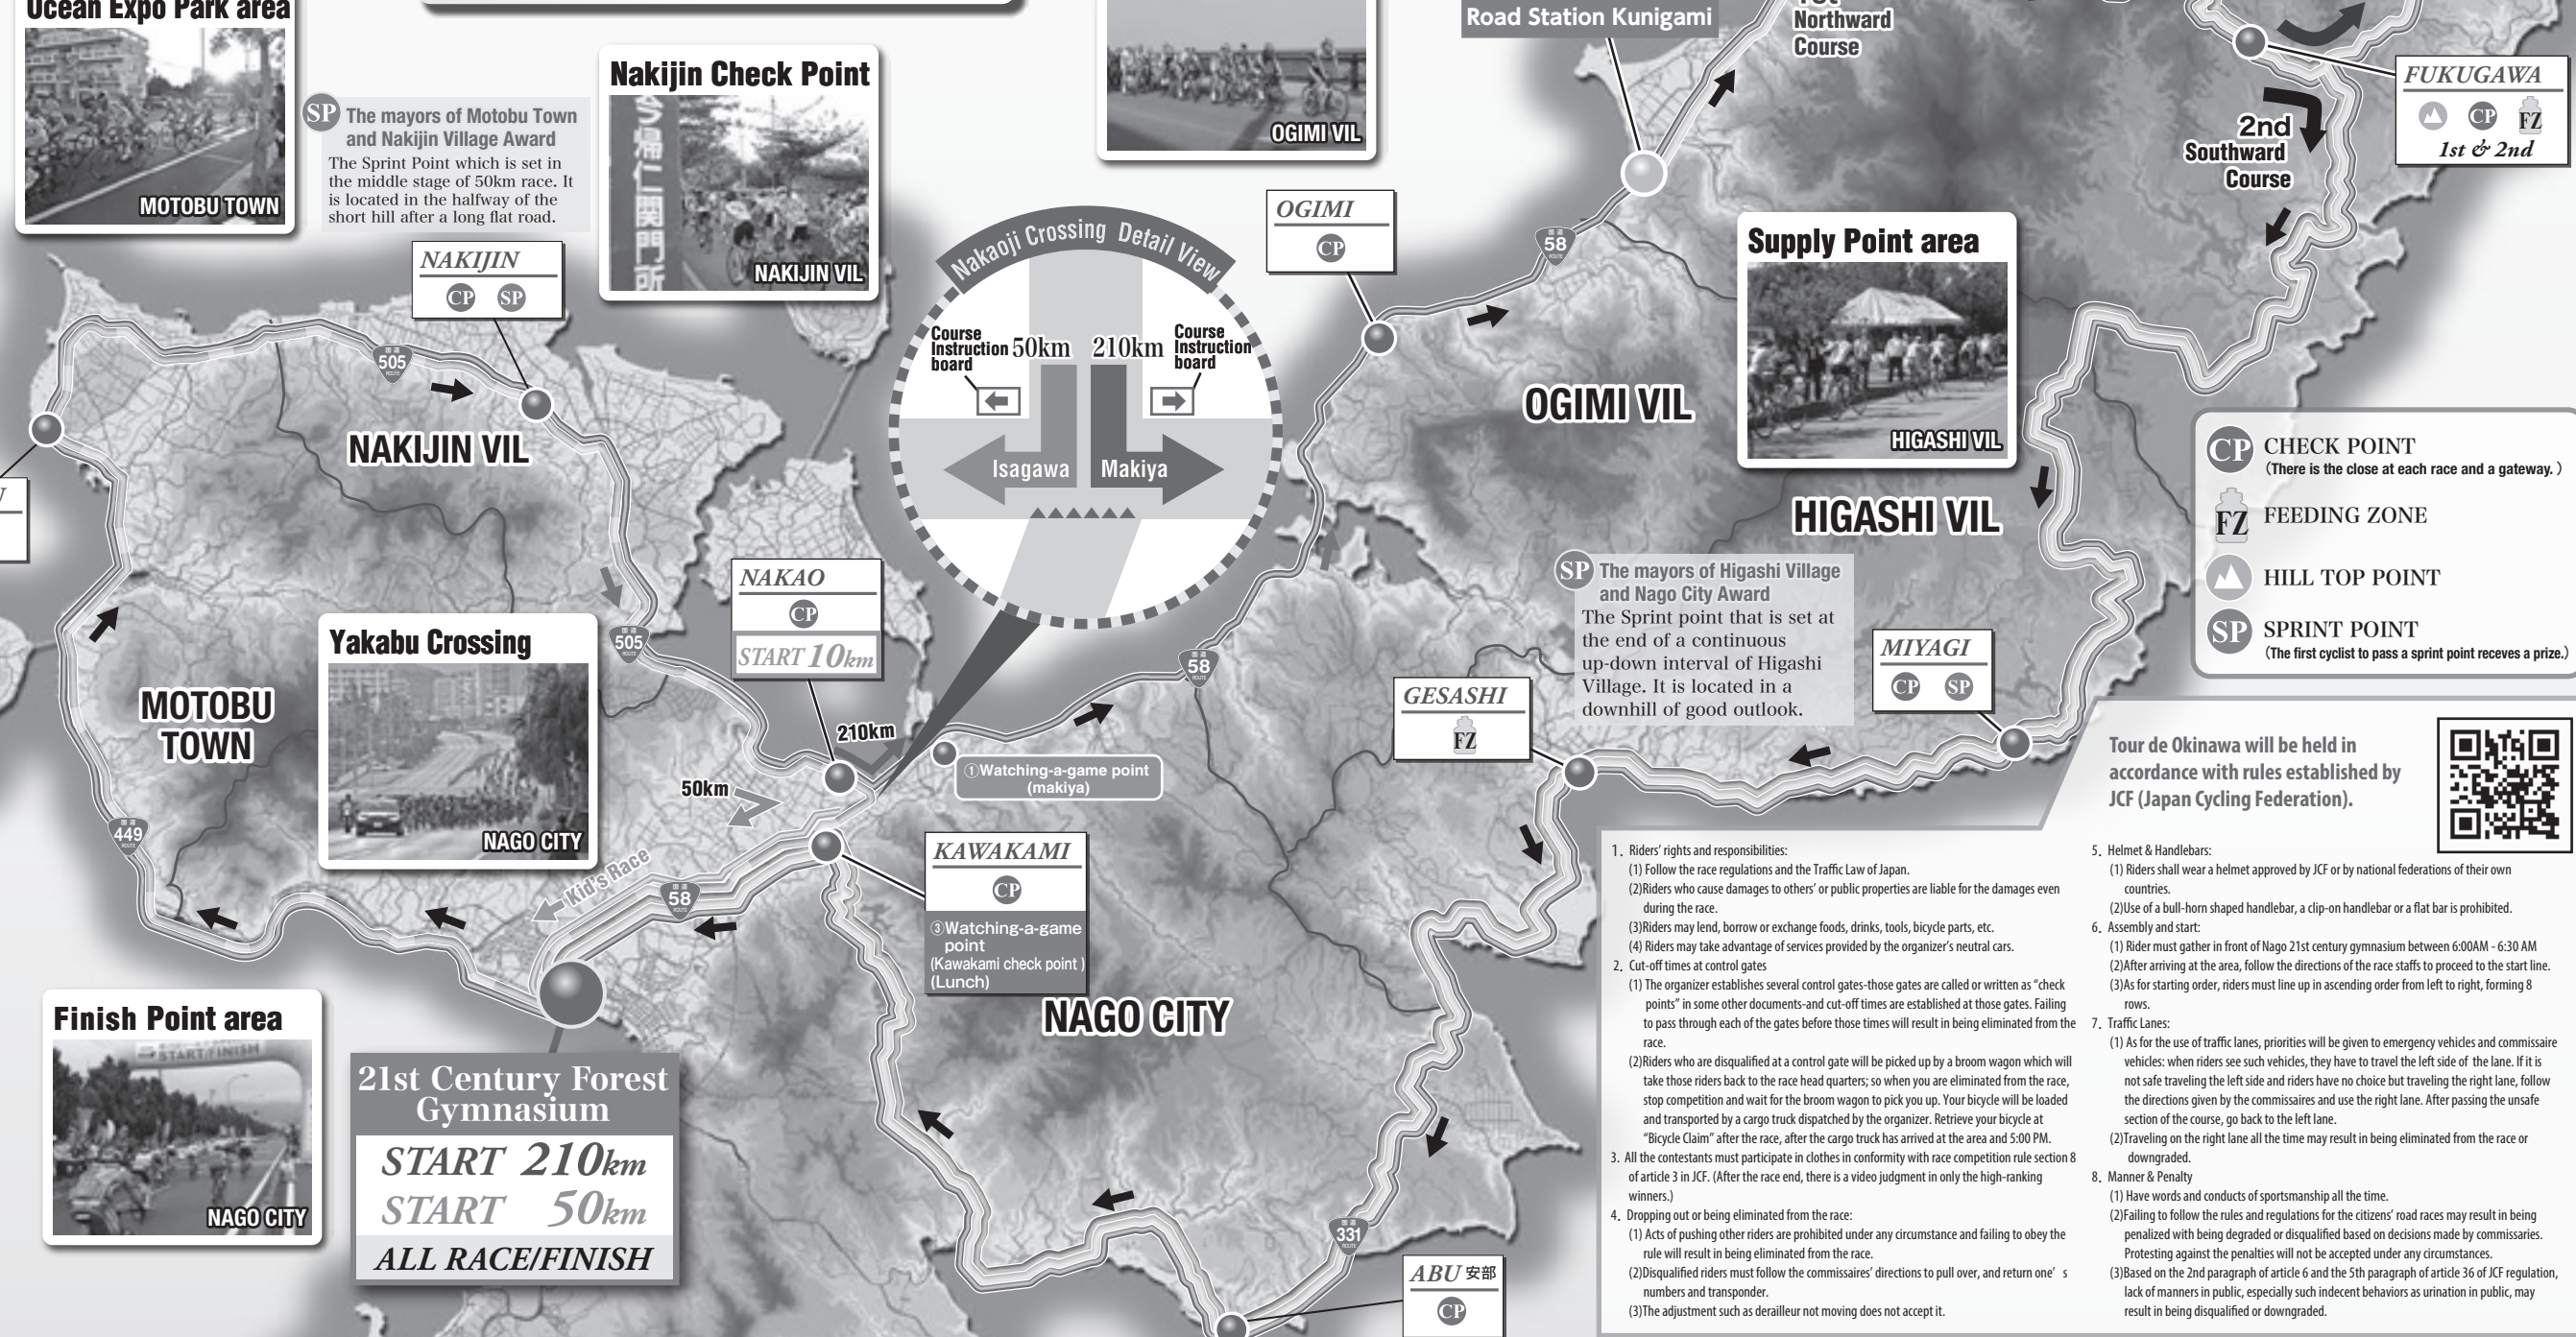 Ocean Expo Park area
MOTOBU TOWN
SP The mayors of Motobu Town
and Nakijin Village Award
The Sprint Point which is set in
the middle stage of 50km race. It
is located in the halfway of the
short hill after a long flat road.
Nakijin Check Point
今帰仁関門所
NAKIJIN VIL
OGIMI VIL
Road Station Kunigami
Northward
Course
FUKUGAWA
CP FZ
1st & 2nd
2nd
Southward
Course
NAKIJIN
CP SP
OGIMI
CP
国道
58
ROUTE
Supply Point area
HIGASHI VIL
Nakaoji Crossing Detail View
Course
Instruction
board
50km
210km
Course
Instruction
board
Isagawa
Makiya
国道
505
ROUTE
NAKIJIN VIL
OGIMI VIL
HIGASHI VIL
CP CHECK POINT
(There is the close at each race and a gateway. )
FZ FEEDING ZONE
HILL TOP POINT
SP SPRINT POINT
(The first cyclist to pass a sprint point receves a prize.)
NAKAO
CP
START 10km
SP The mayors of Higashi Village
and Nago City Award
The Sprint point that is set at
the end of a continuous
up-down interval of Higashi
Village. It is located in a
downhill of good outlook.
MIYAGI
CP SP
GESASHI
FZ
Yakabu Crossing
NAGO CITY
国道
505
ROUTE
国道
58
ROUTE
MOTOBU
TOWN
210km
50km
①Watching-a-game point
(makiya)
国道
449
ROUTE
Kid's Race
国道
58
ROUTE
KAWAKAMI
CP
③Watching-a-game
point
(Kawakami check point )
(Lunch)
NAGO CITY
Finish Point area
START/FINISH
NAGO CITY
21st Century Forest
Gymnasium
START 210km
START 50km
ALL RACE/FINISH
国道
331
ROUTE
ABU 安部
CP
Tour de Okinawa will be held in
accordance with rules established by
JCF (Japan Cycling Federation).
1. Riders' rights and responsibilities:
(1) Follow the race regulations and the Traffic Law of Japan.
(2)Riders who cause damages to others' or public properties are liable for the damages even
during the race.
(3)Riders may lend, borrow or exchange foods, drinks, tools, bicycle parts, etc.
(4) Riders may take advantage of services provided by the organizer's neutral cars.
2. Cut-off times at control gates
(1) The organizer establishes several control gates-those gates are called or written as "check
points" in some other documents-and cut-off times are established at those gates. Failing
to pass through each of the gates before those times will result in being eliminated from the
race.
(2)Riders who are disqualified at a control gate will be picked up by a broom wagon which will
take those riders back to the race head quarters; so when you are eliminated from the race,
stop competition and wait for the broom wagon to pick you up. Your bicycle will be loaded
and transported by a cargo truck dispatched by the organizer. Retrieve your bicycle at
"Bicycle Claim" after the race, after the cargo truck has arrived at the area and 5:00 PM.
3. All the contestants must participate in clothes in conformity with race competition rule section 8
of article 3 in JCF. (After the race end, there is a video judgment in only the high-ranking
winners.)
4. Dropping out or being eliminated from the race:
(1) Acts of pushing other riders are prohibited under any circumstance and failing to obey the
rule will result in being eliminated from the race.
(2)Disqualified riders must follow the commissaires' directions to pull over, and return one' s
numbers and transponder.
(3)The adjustment such as derailleur not moving does not accept it.
5. Helmet & Handlebars:
(1) Riders shall wear a helmet approved by JCF or by national federations of their own
countries.
(2)Use of a bull-horn shaped handlebar, a clip-on handlebar or a flat bar is prohibited.
6. Assembly and start:
(1) Rider must gather in front of Nago 21st century gymnasium between 6:00AM - 6:30 AM
(2)After arriving at the area, follow the directions of the race staffs to proceed to the start line.
(3)As for starting order, riders must line up in ascending order from left to right, forming 8
rows.
7. Traffic Lanes:
(1) As for the use of traffic lanes, priorities will be given to emergency vehicles and commissaire
vehicles: when riders see such vehicles, they have to travel the left side of the lane. If it is
not safe traveling the left side and riders have no choice but traveling the right lane, follow
the directions given by the commissaires and use the right lane. After passing the unsafe
section of the course, go back to the left lane.
(2)Traveling on the right lane all the time may result in being eliminated from the race or
downgraded.
8. Manner & Penalty
(1) Have words and conducts of sportsmanship all the time.
(2)Failing to follow the rules and regulations for the citizens' road races may result in being
penalized with being degraded or disqualified based on decisions made by commissaries.
Protesting against the penalties will not be accepted under any circumstances.
(3)Based on the 2nd paragraph of article 6 and the 5th paragraph of article 36 of JCF regulation,
lack of manners in public, especially such indecent behaviors as urination in public, may
result in being disqualified or downgraded.